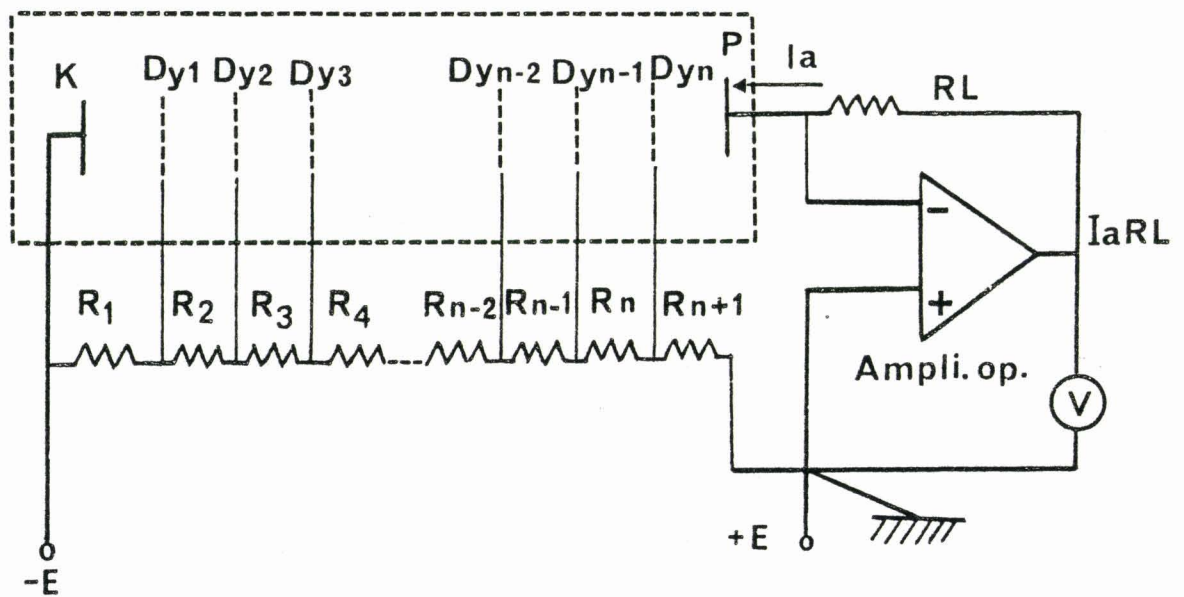 K Dy1 Dy2 Dy3 Dyn-2 Dyn-1 Dyn P Ia RL
- IaRL
R1 R2 R3 R4 Rn-2 Rn-1 Rn Rn+1 +
Ampli. op.
V
+E
-E